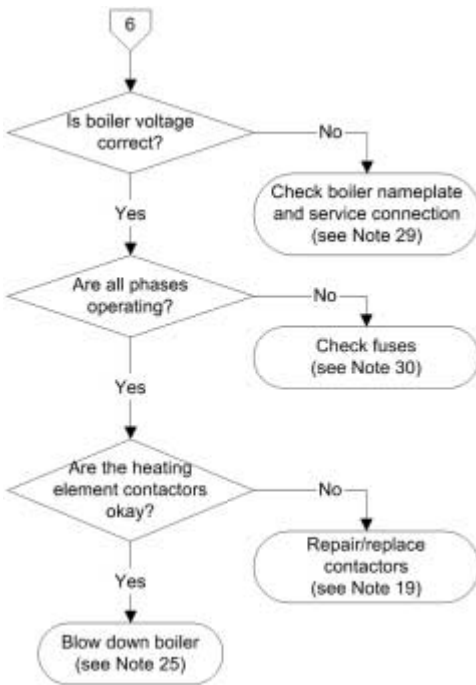 6
Is boiler voltage
correct?
No
Check boiler nameplate
and service connection
(see Note 29)
Yes
Are all phases
operating?
No
Check fuses
(see Note 30)
Yes
Are the heating
element contactors
okay?
No
Repair/replace
contactors
(see Note 19)
Yes
Blow down boiler
(see Note 25)